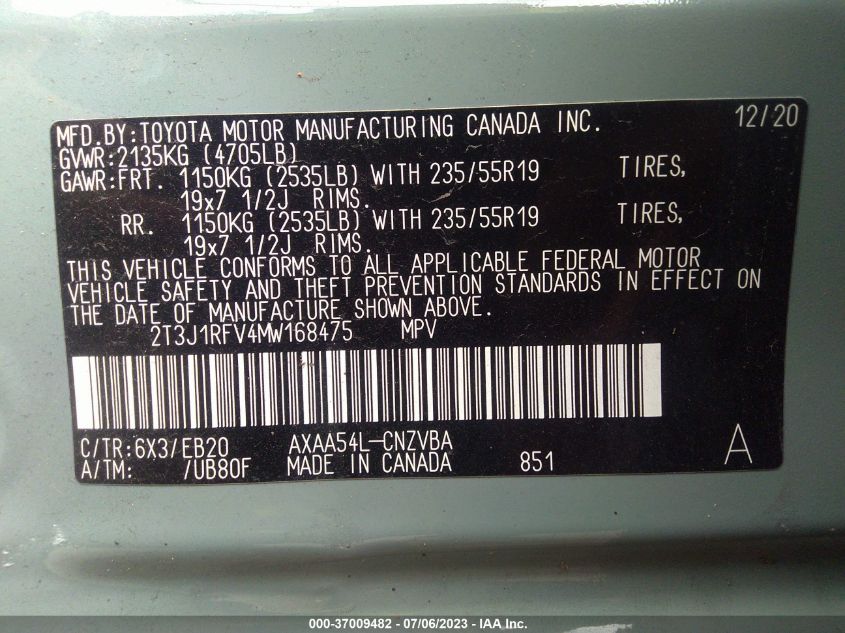 MFD.BY:TOYOTA MOTOR MANUFACTURING CANADA INC. 12/20
GVWR:2135KG (4705LB)
GAWR:FRT. 1150KG (2535LB) WITH 235/55R19 TIRES,
19x7 1/2J RIMS.
RR. 1150KG (2535LB) WITH 235/55R19 TIRES,
19x7 1/2J RIMS.
THIS VEHICLE CONFORMS TO ALL APPLICABLE FEDERAL MOTOR
VEHICLE SAFETY AND THEFT PREVENTION STANDARDS IN EFFECT ON
THE DATE OF MANUFACTURE SHOWN ABOVE.
2T3J1RFV4MW168475 MPV
C/TR:6X3/EB20 AXAA54L-CNZVBA A
A/TM: /UB80F MADE IN CANADA 851
000-37009482 - 07/06/2023 - IAA Inc.